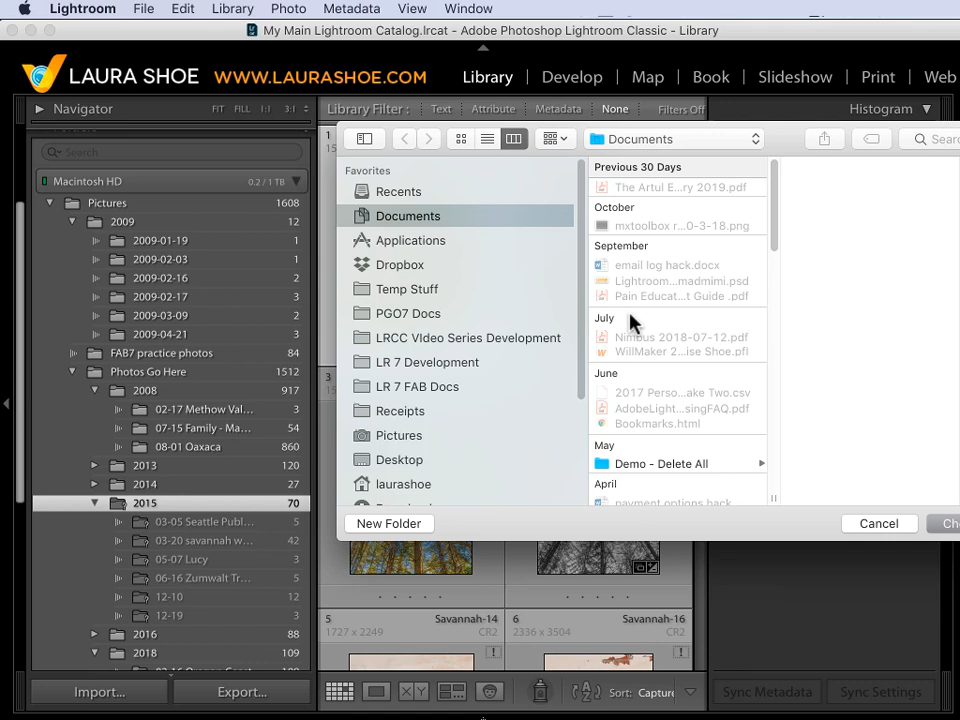 Lightroom File Edit Library Photo Metadata View Window
My Main Lightroom Catalog.lrcat - Adobe Photoshop Lightroom Classic - Library
LAURA SHOE WWW.LAURASHOE.COM Library Develop Map Book Slideshow Print Web
Navigator FIT FILL 1:1 3:1
Library Filter : Text Attribute Metadata None Filters Off
Histogram
Search
Macintosh HD 0.2 / 1 TB
Pictures 1608
2009 12
2009-01-19 1
2009-02-03 1
2009-02-16 2
2009-02-17 3
2009-03-09 2
2009-04-21 3
FAB7 practice photos 84
Photos Go Here 1512
2008 917
02-17 Methow Val... 3
07-15 Family - Ma... 54
08-01 Oaxaca 860
2013 120
2014 27
2015 70
03-05 Seattle Publ... 5
03-20 savannah w... 42
05-07 Lucy 3
06-16 Zumwalt Tr... 5
12-10 12
12-19 3
2016 88
2018 109
Import... Export...
1
3
Documents
Sear
Favorites
Recents
Documents
Applications
Dropbox
Temp Stuff
PGO7 Docs
LRCC VIdeo Series Development
LR 7 Development
LR 7 FAB Docs
Receipts
Pictures
Desktop
laurashoe
Previous 30 Days
The Artul E...ry 2019.pdf
October
mxtoolbox r...0-3-18.png
September
email log hack.docx
Lightroom...madmimi.psd
Pain Educat...t Guide .pdf
July
Nimbus 2018-07-12.pdf
WillMaker 2...ise Shoe.pfl
June
2017 Perso...ake Two.csv
AdobeLight...singFAQ.pdf
Bookmarks.html
May
Demo - Delete All
April
payment options hack
New Folder Cancel Ch
5 Savannah-14
1727 x 2249 CR2
6 Savannah-16
2336 x 3504 CR2
Sort: Capture
Sync Metadata Sync Settings